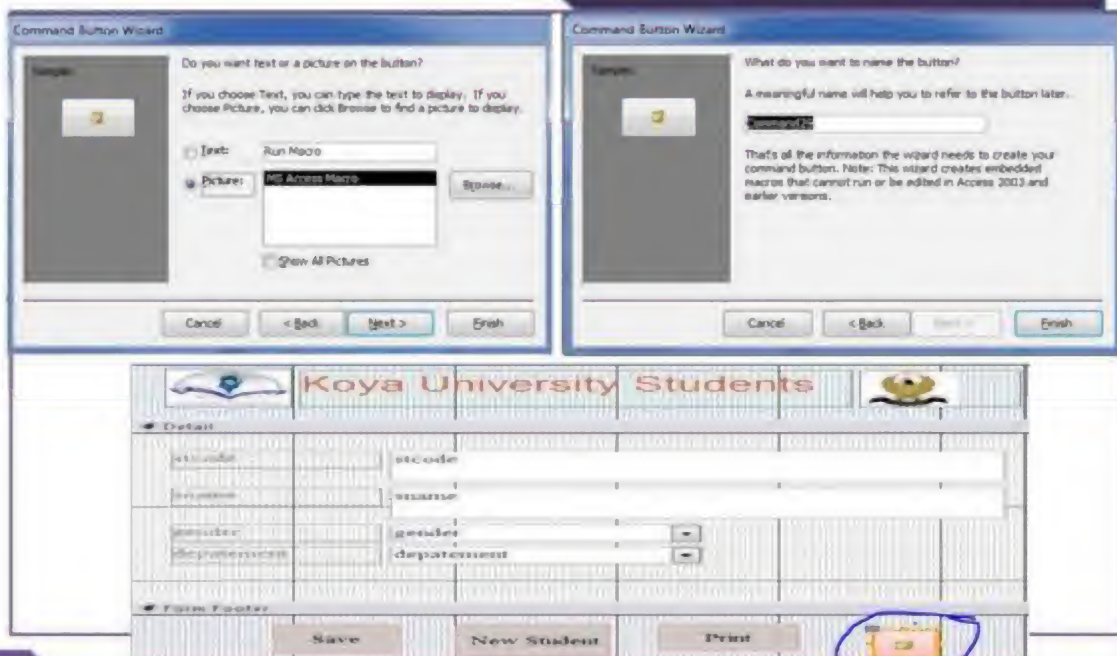 Command Button Wizard
Sample:
Do you want text or a picture on the button?
If you choose Text, you can type the text to display. If you
choose Picture, you can click Browse to find a picture to display.
Text:
Run Macro
Picture:
MS Access Macro
Browse...
Show All Pictures
Cancel
< Back
Next >
Finish
Command Button Wizard
Sample:
What do you want to name the button?
A meaningful name will help you to refer to the button later.
That's all the information the wizard needs to create your
command button. Note: This wizard creates embedded
macros that cannot run or be edited in Access 2003 and
earlier versions.
Cancel
< Back
Next >
Finish
Koya University Students
Detail
stcode stcode
sname sname
gender gender
departement departement
Form Footer
Save New Student Print